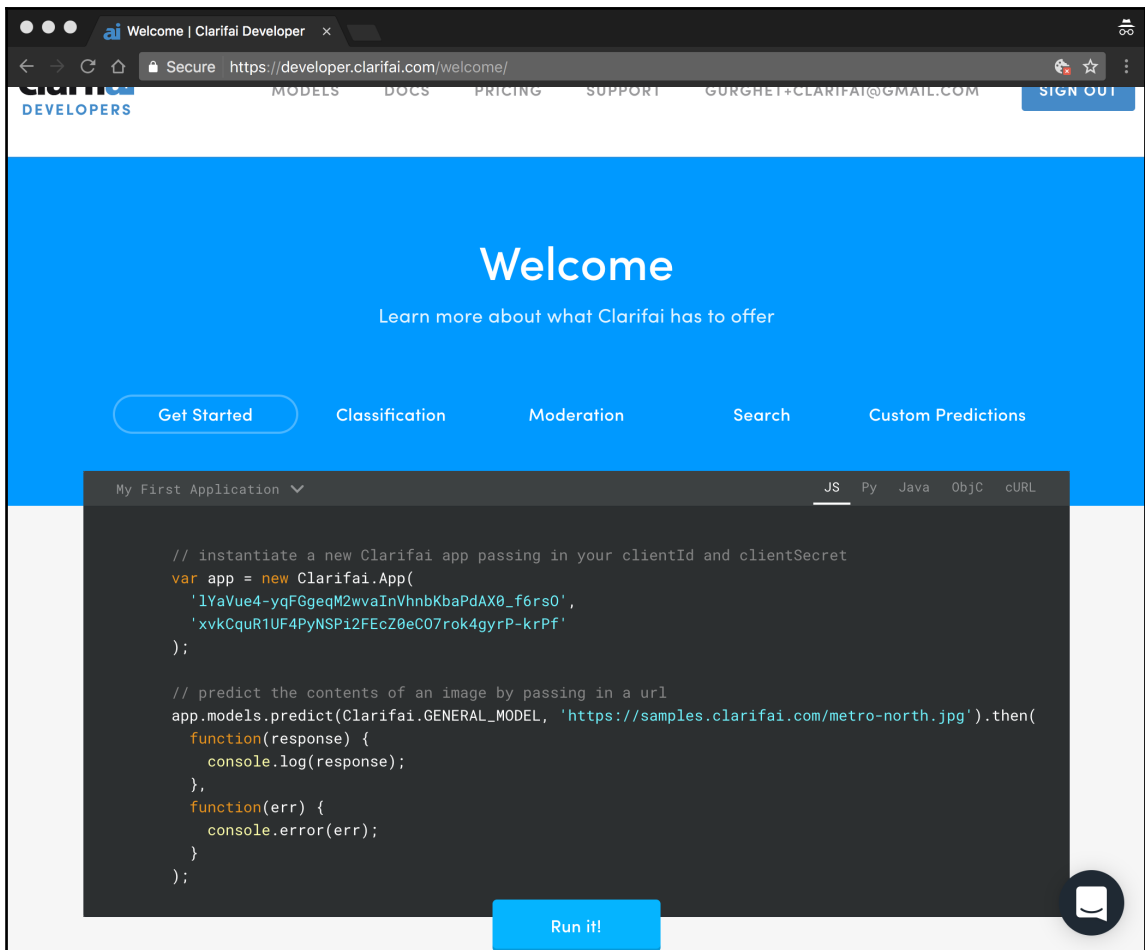 Welcome | Clarifai Developer ×
Secure https://developer.clarifai.com/welcome/
clarifai
DEVELOPERS
MODELS DOCS PRICING SUPPORT GURGHET+CLARIFAI@GMAIL.COM SIGN OUT
Welcome
Learn more about what Clarifai has to offer
Get Started Classification Moderation Search Custom Predictions
My First Application JS Py Java ObjC cURL
// instantiate a new Clarifai app passing in your clientId and clientSecret
var app = new Clarifai.App(
'lYaVue4-yqFGgeqM2wvaInVhnbKbaPdAX0_f6rsO',
'xvkCquR1UF4PyNSPi2FEcZ0eCO7rok4gyrP-krPf'
);
// predict the contents of an image by passing in a url
app.models.predict(Clarifai.GENERAL_MODEL, 'https://samples.clarifai.com/metro-north.jpg').then(
function(response) {
console.log(response);
},
function(err) {
console.error(err);
}
);
Run it!